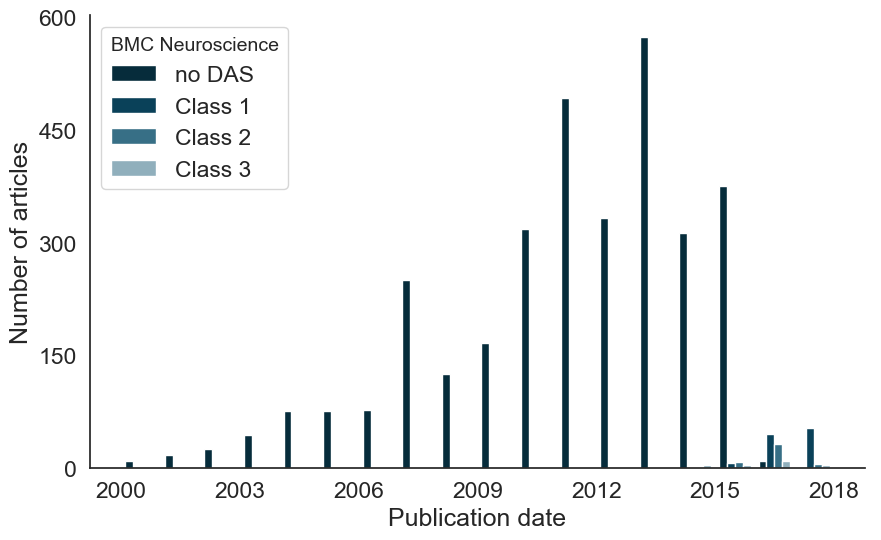 600
450
300
150
0
Number of articles
BMC Neuroscience
no DAS
Class 1
Class 2
Class 3
2000 2003 2006 2009 2012 2015 2018
Publication date